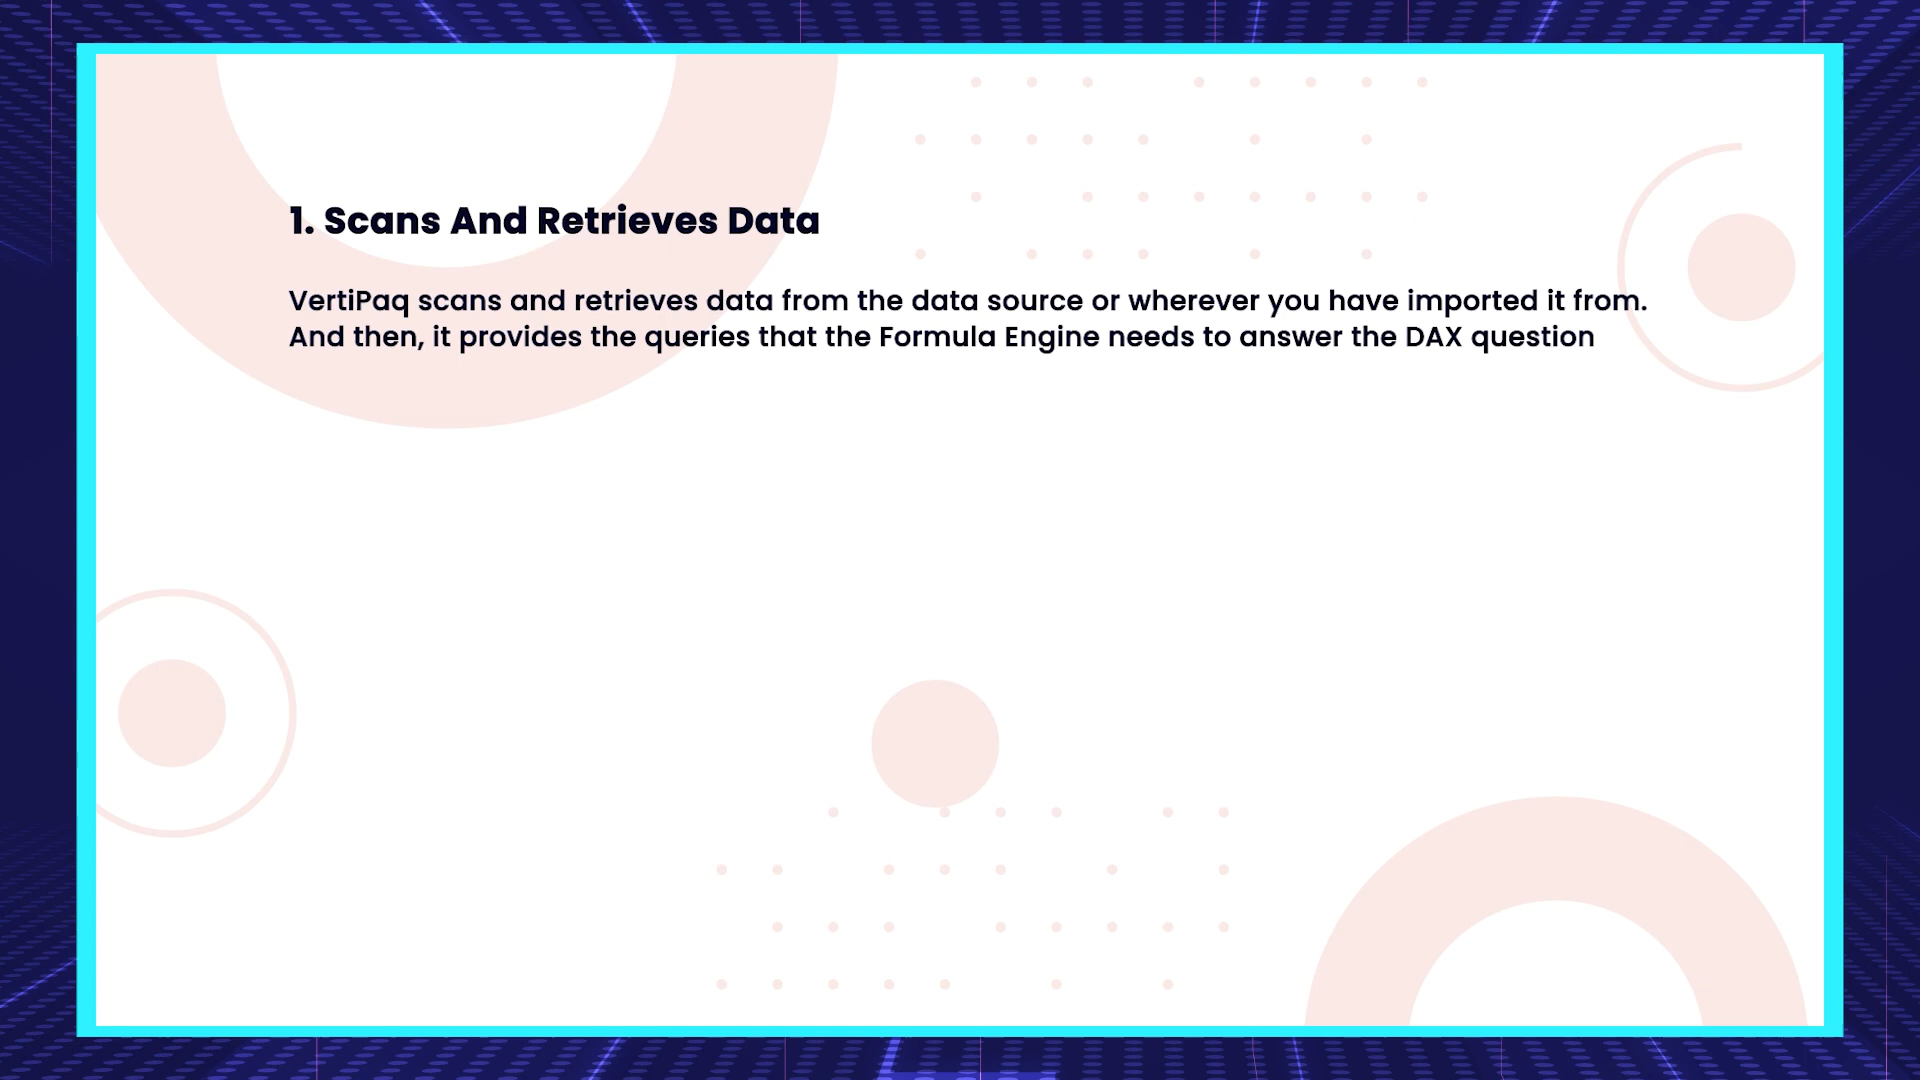 1. Scans And Retrieves Data
VertiPaq scans and retrieves data from the data source or wherever you have imported it from.
And then, it provides the queries that the Formula Engine needs to answer the DAX question